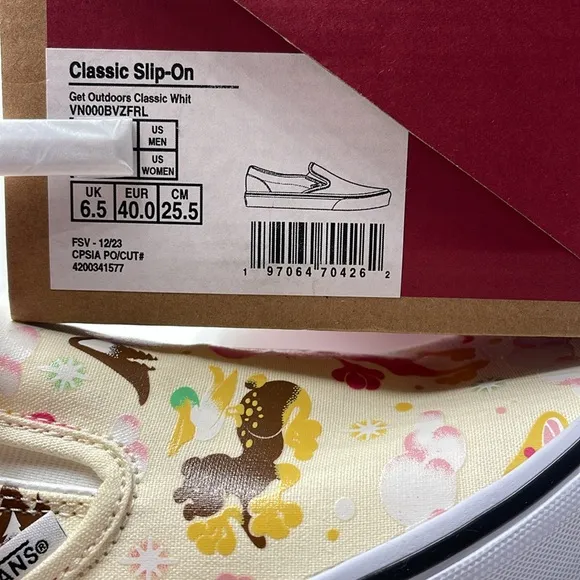 Classic Slip-On
Get Outdoors Classic Whit
VN000BVZFRL
US
MEN
US
WOMEN
UK EUR CM
6.5 40.0 25.5
FSV - 12/23
CPSIA PO/CUT#
4200341577
1 97064 70426 2
VANS®